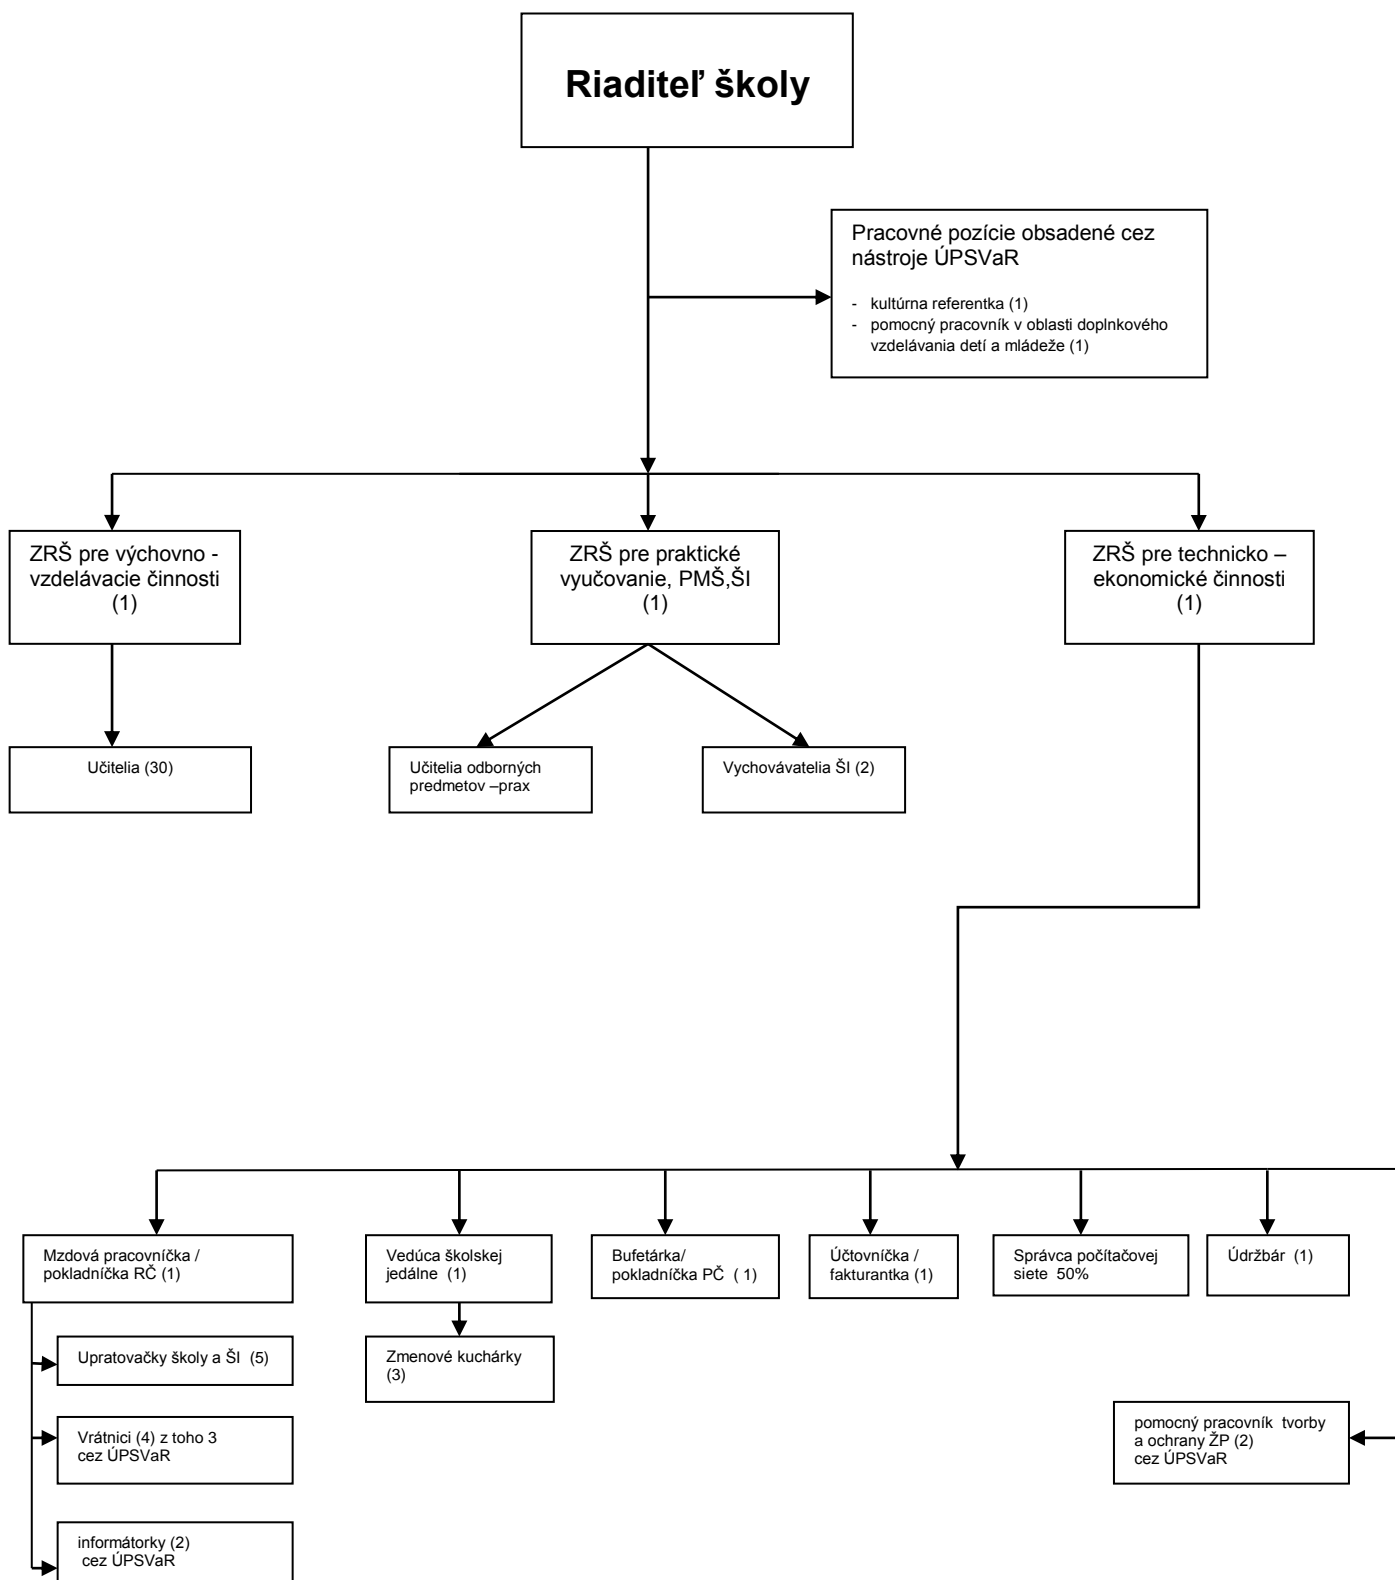 Riaditeľ školy
Pracovné pozície obsadené cez
nástroje ÚPSVaR
- kultúrna referentka (1)
- pomocný pracovník v oblasti doplnkového
vzdelávania detí a mládeže (1)
ZRŠ pre výchovno -
vzdelávacie činnosti
(1)
ZRŠ pre praktické
vyučovanie, PMŠ,ŠI
(1)
ZRŠ pre technicko –
ekonomické činnosti
(1)
Učitelia (30)
Učitelia odborných
predmetov –prax
Vychovávatelia ŠI (2)
Mzdová pracovníčka /
pokladníčka RČ (1)
Vedúca školskej
jedálne (1)
Bufetárka/
pokladníčka PČ ( 1)
Účtovníčka /
fakturantka (1)
Správca počítačovej
siete 50%
Údržbár (1)
Upratovačky školy a ŠI (5)
Zmenové kuchárky
(3)
Vrátnici (4) z toho 3
cez ÚPSVaR
pomocný pracovník tvorby
a ochrany ŽP (2)
cez ÚPSVaR
informátorky (2)
cez ÚPSVaR